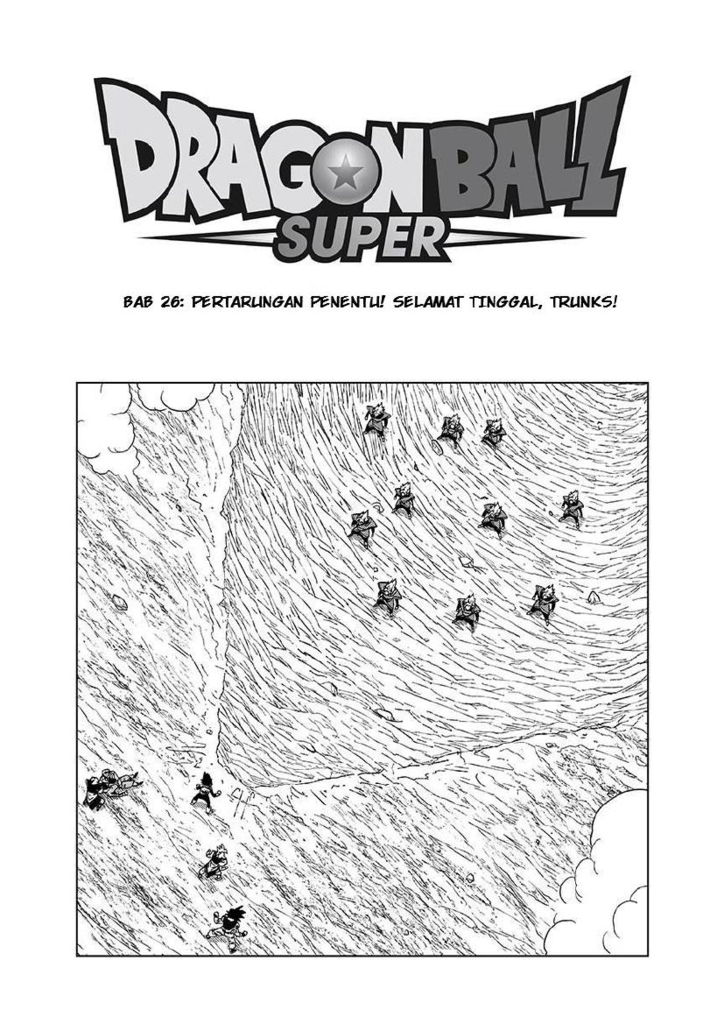 DRAGON BALL
SUPER
BAB 26: PERTARUNGAN PENENTU! SELAMAT TINGGAL, TRUNKS!